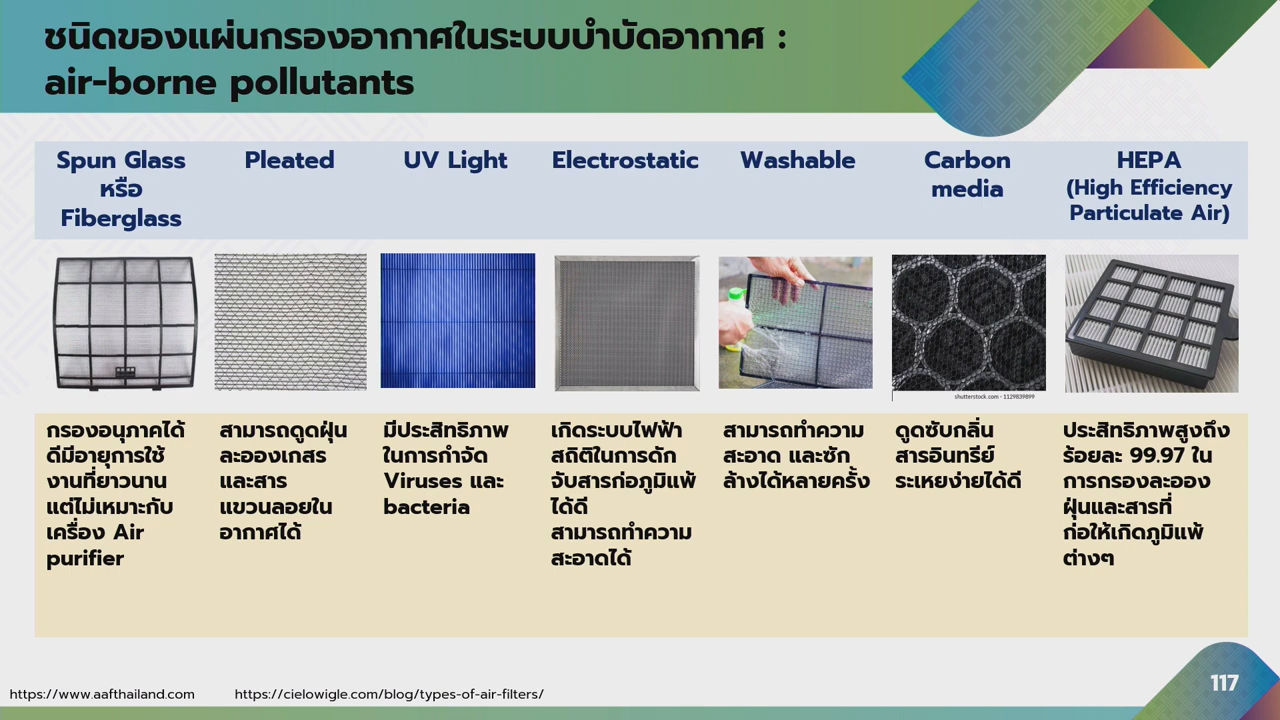 ชนิดของแผ่นกรองอากาศในระบบบำบัดอากาศ :
air-borne pollutants
Spun Glass
หรือ
Fiberglass
Pleated
UV Light
Electrostatic
Washable
Carbon
media
HEPA
(High Efficiency
Particulate Air)
shutterstock.com · 1129839899
กรองอนุภาคได้
ดีมีอายุการใช้
งานที่ยาวนาน
แต่ไม่เหมาะกับ
เครื่อง Air
purifier
สามารถดูดฝุ่น
ละอองเกสร
และสาร
แขวนลอยใน
อากาศได้
มีประสิทธิภาพ
ในการกำจัด
Viruses และ
bacteria
เกิดระบบไฟฟ้า
สถิติในการดัก
จับสารก่อภูมิแพ้
ได้ดี
สามารถทำความ
สะอาดได้
สามารถทำความ
สะอาด และซัก
ล้างได้หลายครั้ง
ดูดซับกลิ่น
สารอินทรีย์
ระเหยง่ายได้ดี
ประสิทธิภาพสูงถึง
ร้อยละ 99.97 ใน
การกรองละออง
ฝุ่นและสารที่
ก่อให้เกิดภูมิแพ้
ต่างๆ
https://www.aafthailand.com
https://cielowigle.com/blog/types-of-air-filters/
117